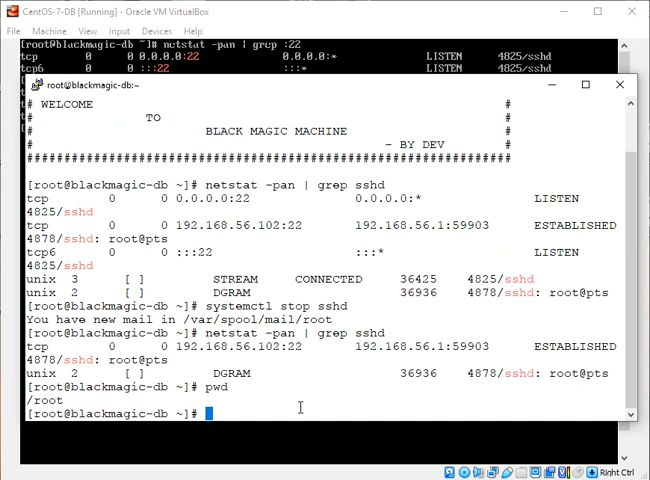 CentOS-7-DB [Running] - Oracle VM VirtualBox
File Machine View Input Devices Help
[root@blackmagic-db ~]# netstat -pan | grep :22
tcp 0 0 0.0.0.0:22 0.0.0.0:* LISTEN 4825/sshd
tcp6 0 0 :::22 :::* LISTEN 4825/sshd
root@blackmagic-db:~
# WELCOME #
# TO #
# BLACK MAGIC MACHINE #
# - BY DEV #
################################################################
[root@blackmagic-db ~]# netstat -pan | grep sshd
tcp 0 0 0.0.0.0:22 0.0.0.0:* LISTEN
4825/sshd
tcp 0 0 192.168.56.102:22 192.168.56.1:59903 ESTABLISHED
4878/sshd: root@pts
tcp6 0 0 :::22 :::* LISTEN
4825/sshd
unix 3 [ ] STREAM CONNECTED 36425 4825/sshd
unix 2 [ ] DGRAM 36936 4878/sshd: root@pts
[root@blackmagic-db ~]# systemctl stop sshd
You have new mail in /var/spool/mail/root
[root@blackmagic-db ~]# netstat -pan | grep sshd
tcp 0 0 192.168.56.102:22 192.168.56.1:59903 ESTABLISHED
4878/sshd: root@pts
unix 2 [ ] DGRAM 36936 4878/sshd: root@pts
[root@blackmagic-db ~]# pwd
/root
[root@blackmagic-db ~]#
Right Ctrl